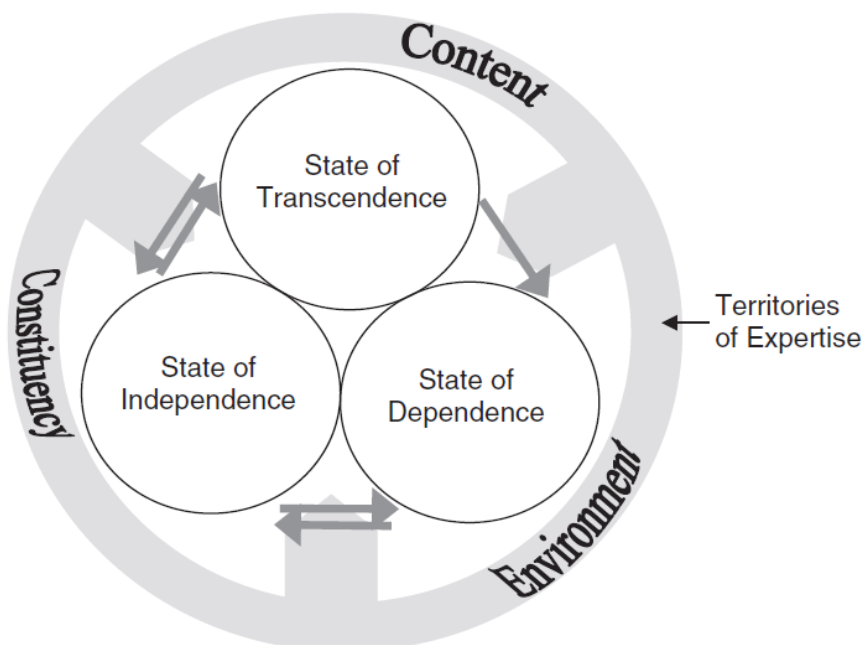 Content
State of
Transcendence
Constituency
Territories
of Expertise
State of
Independence
State of
Dependence
Environment